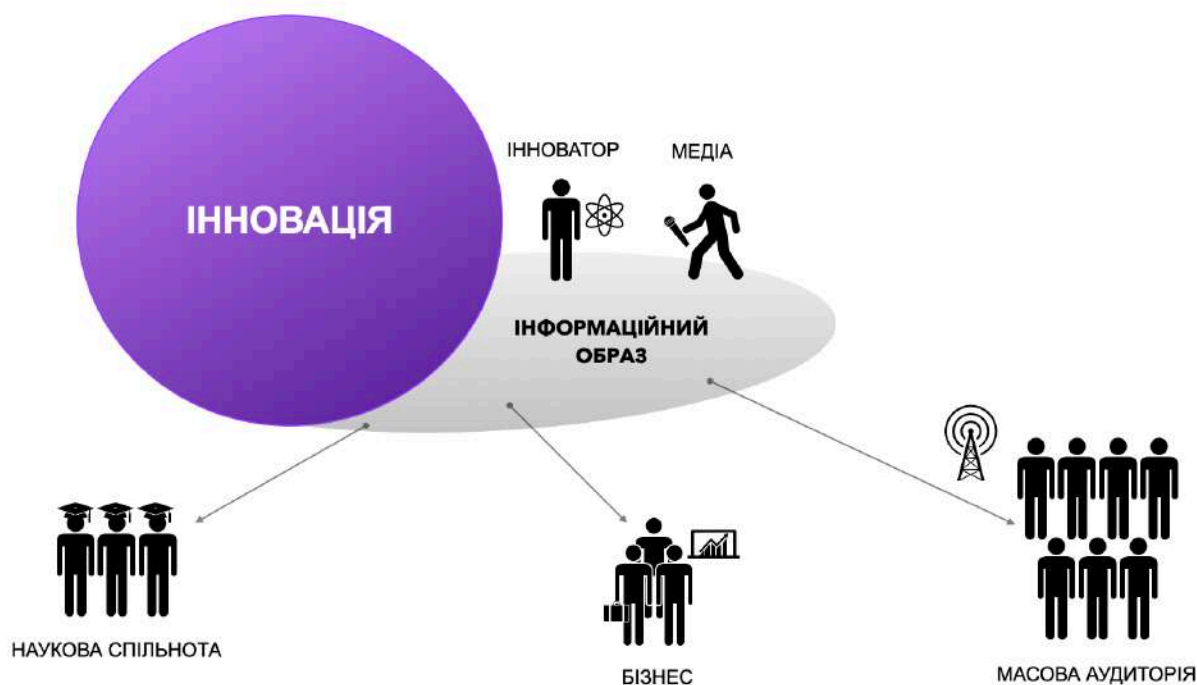 ІННОВАЦІЯ
ІННОВАТОР
МЕДІА
ІНФОРМАЦІЙНИЙ
ОБРАЗ
НАУКОВА СПІЛЬНОТА
БІЗНЕС
МАСОВА АУДИТОРІЯ